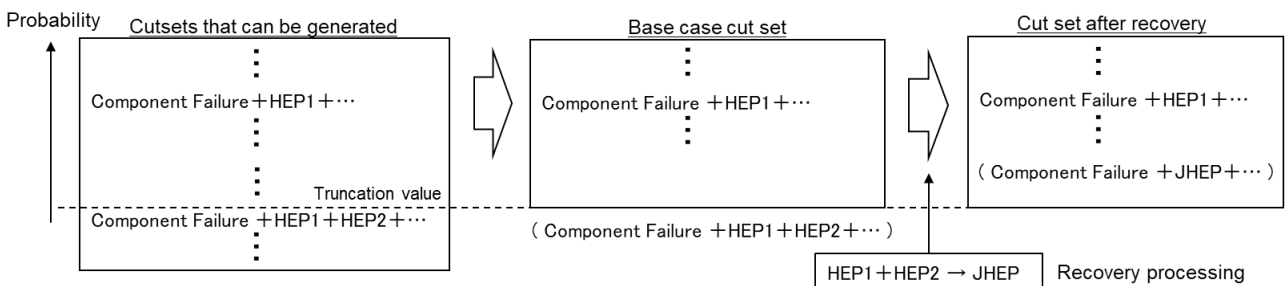 Probability
Cutsets that can be generated
Component Failure+HEP1+⋯
Truncation value
Component Failure +HEP1+HEP2+⋯
Base case cut set
Component Failure +HEP1+⋯
( Component Failure +HEP1+HEP2+⋯ )
Cut set after recovery
Component Failure +HEP1+⋯
( Component Failure +JHEP+⋯ )
HEP1+HEP2 → JHEP
Recovery processing